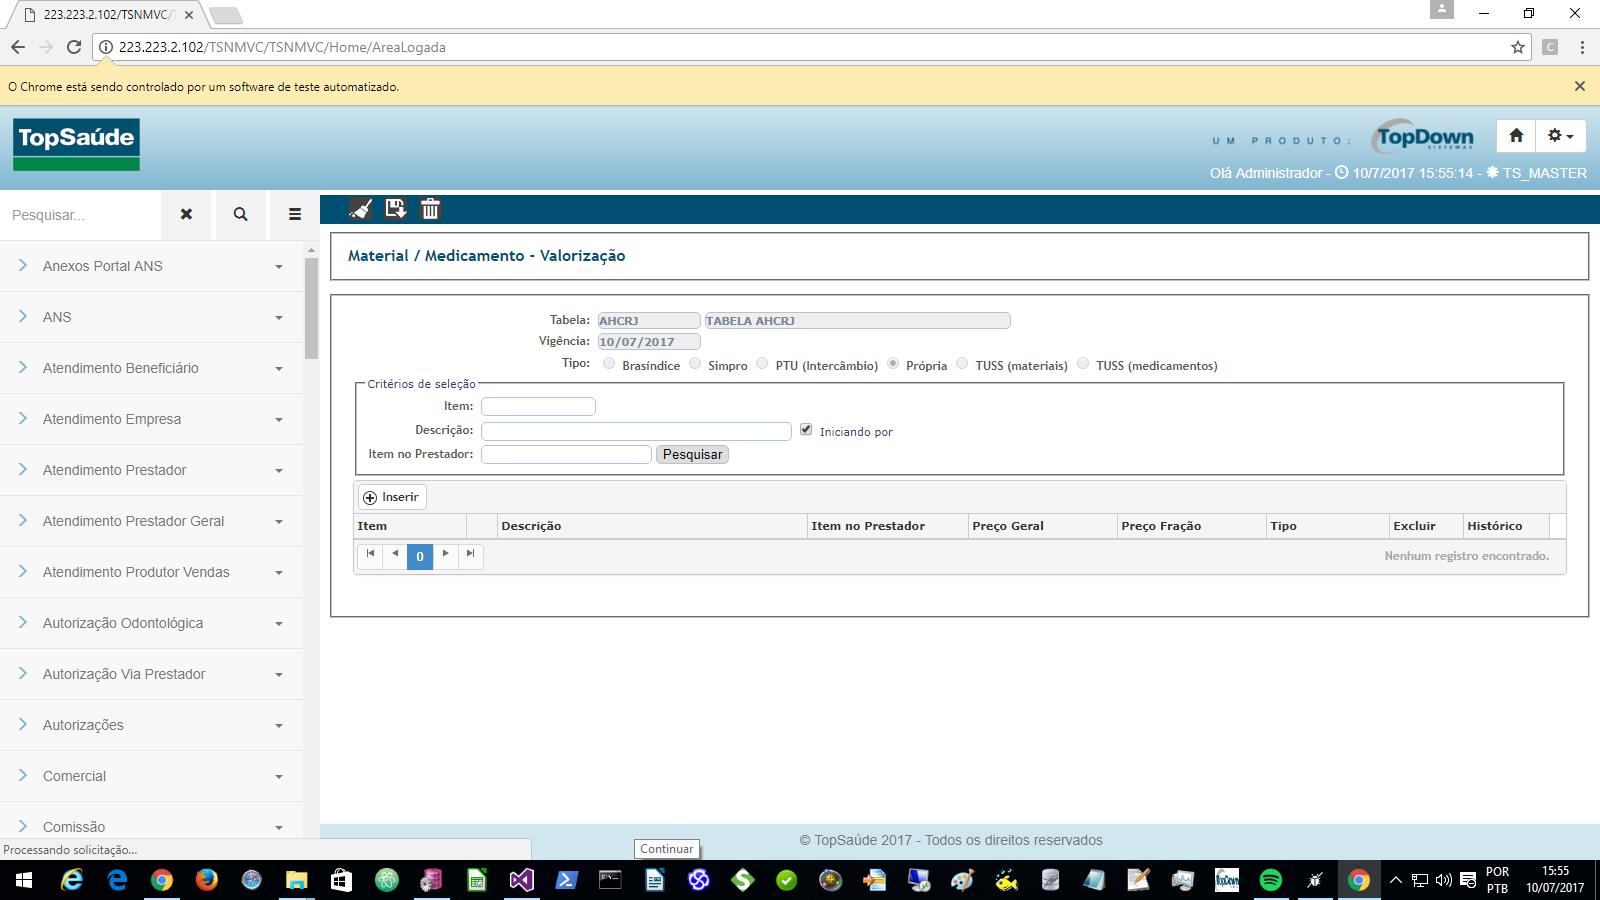 223.223.2.102/TSNMVC/T
223.223.2.102/TSNMVC/TSNMVC/Home/AreaLogada
C
O Chrome está sendo controlado por um software de teste automatizado.
TopSaúde
UM PRODUTO:
TopDown
SISTEMAS
Olá Administrador - 10/7/2017 15:55:14 - TS_MASTER
Pesquisar...
Anexos Portal ANS
ANS
Atendimento Beneficiário
Atendimento Empresa
Atendimento Prestador
Atendimento Prestador Geral
Atendimento Produtor Vendas
Autorização Odontológica
Autorização Via Prestador
Autorizações
Comercial
Comissão
Material / Medicamento - Valorização
Tabela: AHCRJ TABELA AHCRJ
Vigência: 10/07/2017
Tipo: Brasíndice Simpro PTU (Intercâmbio) Própria TUSS (materiais) TUSS (medicamentos)
Critérios de seleção
Item:
Descrição: Iniciando por
Item no Prestador: Pesquisar
Inserir
Item Descrição Item no Prestador Preço Geral Preço Fração Tipo Excluir Histórico
0
Nenhum registro encontrado.
© TopSaúde 2017 - Todos os direitos reservados
Processando solicitação...
Continuar
TopDown
POR
PTB
15:55
10/07/2017